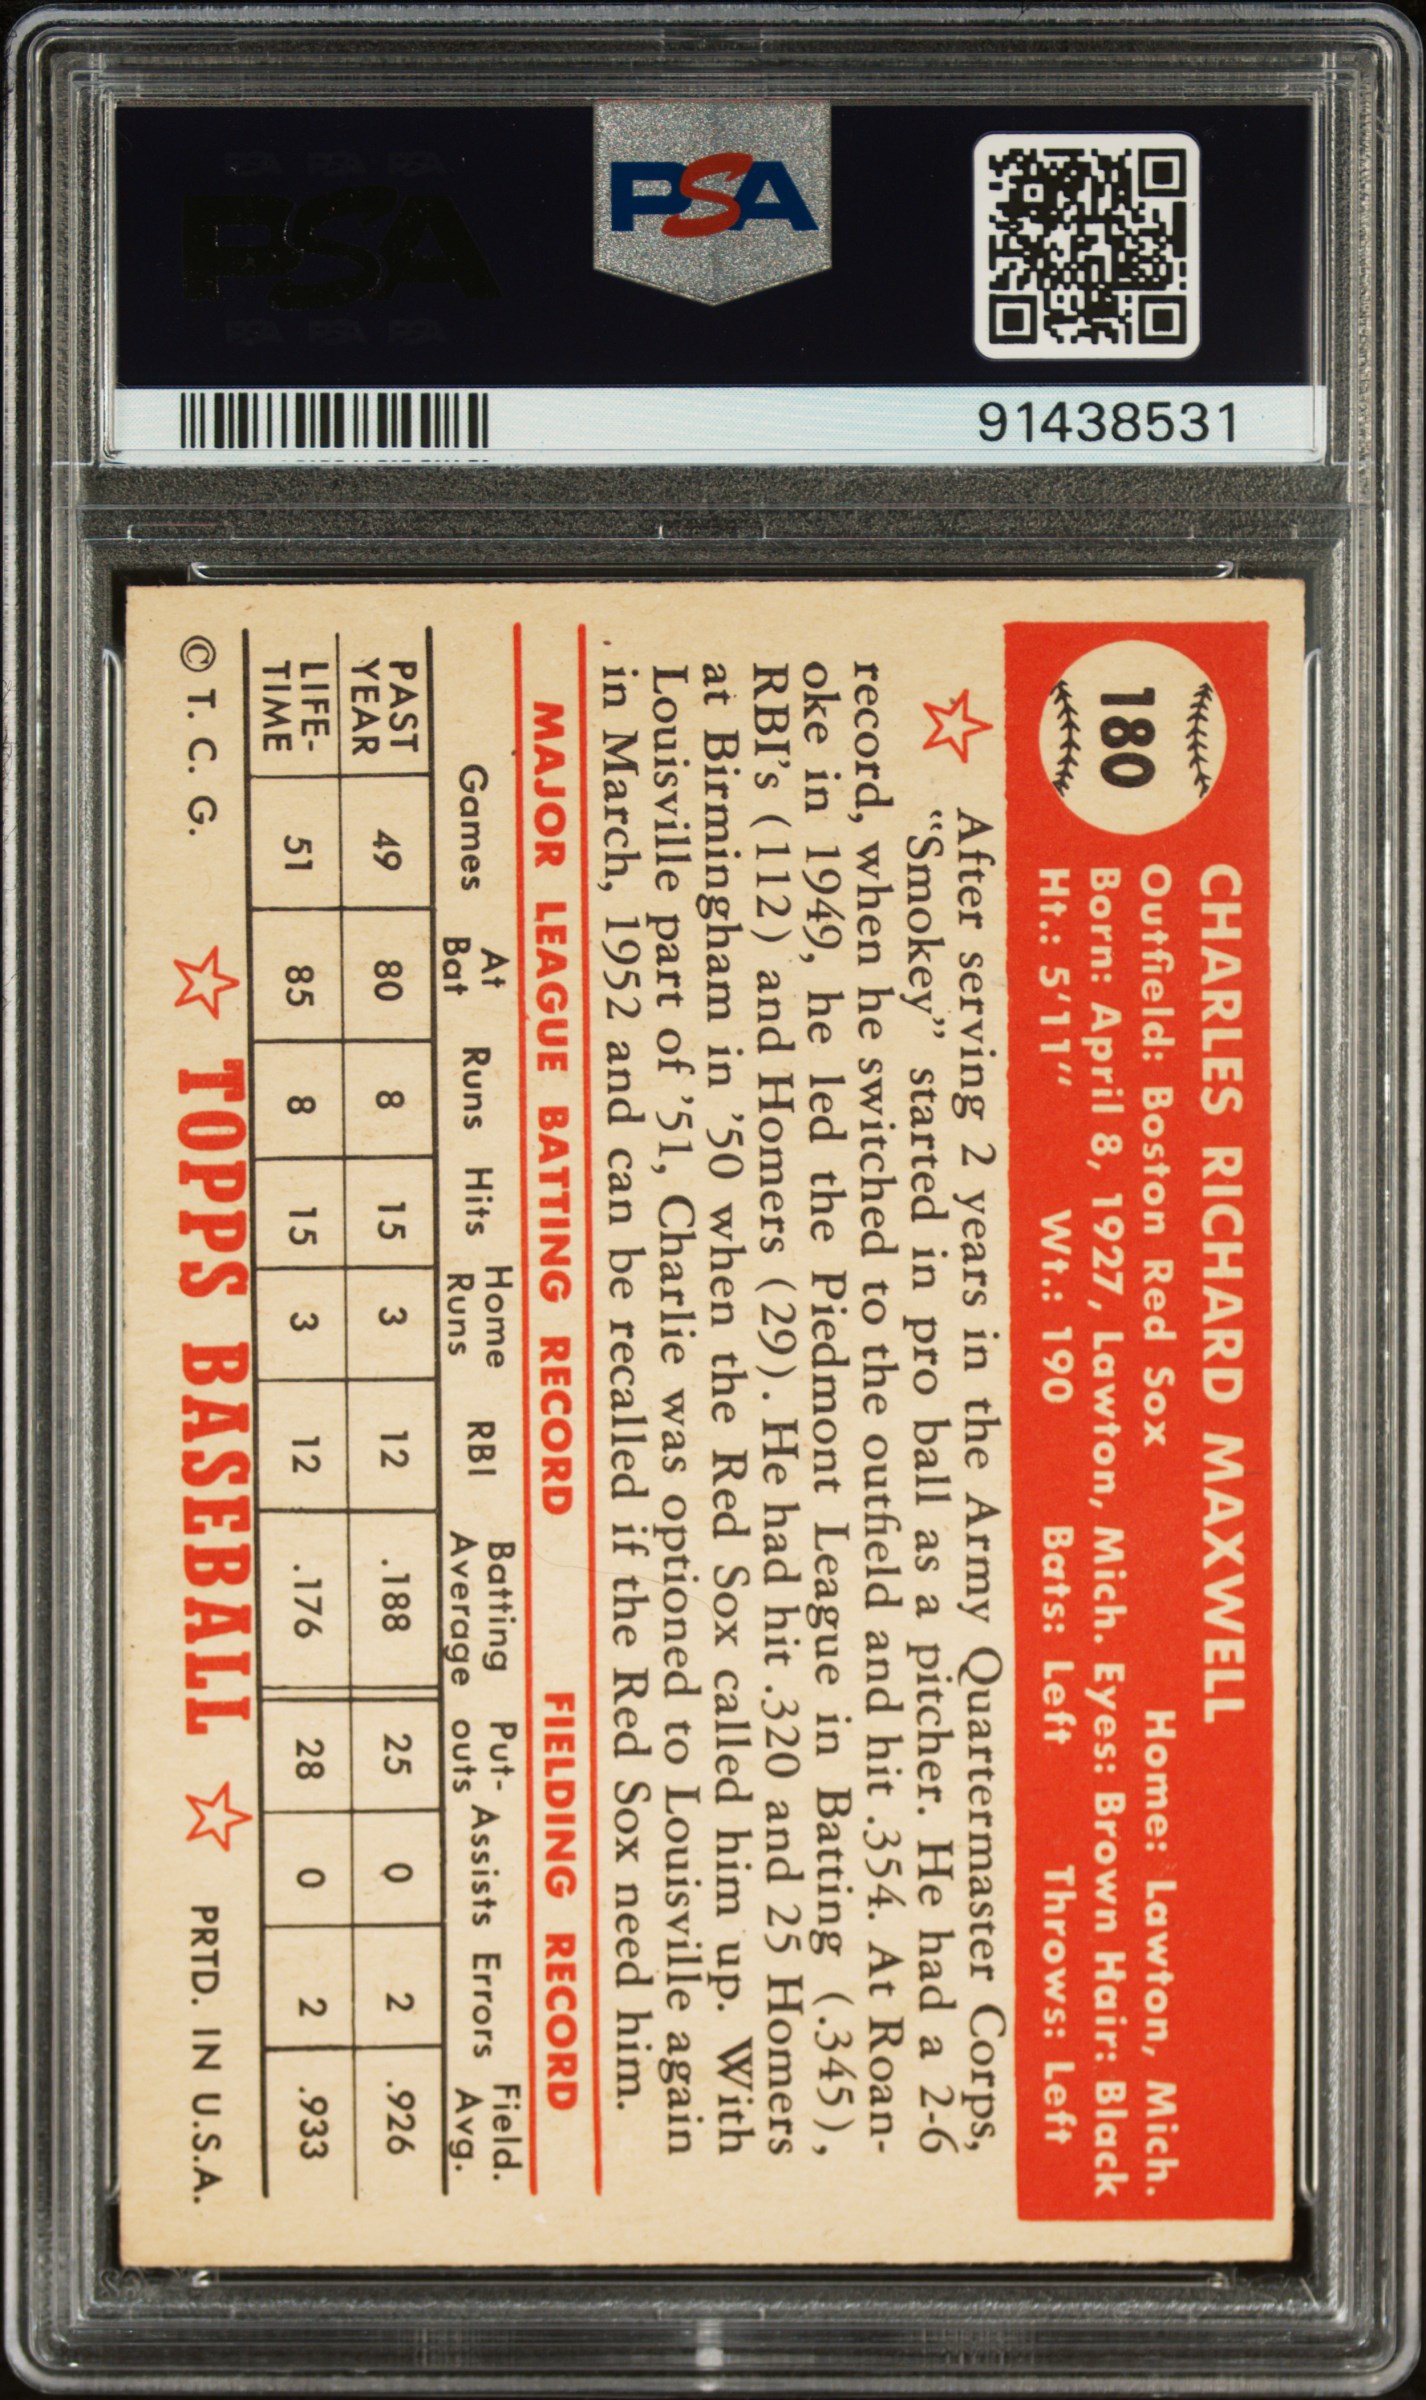 PSA PSA PSA
PSA
PSA PSA PSA
PSA
91438531
180
CHARLES RICHARD MAXWELL
Outfield: Boston Red Sox Home: Lawton, Mich.
Born: April 8, 1927, Lawton, Mich. Eyes: Brown Hair: Black
Ht.: 5'11" Wt.: 190 Bats: Left Throws: Left
After serving 2 years in the Army Quartermaster Corps,
"Smokey" started in pro ball as a pitcher. He had a 2-6
record, when he switched to the outfield and hit .354. At Roan-
oke in 1949, he led the Piedmont League in Batting (.345),
RBI's (112) and Homers (29). He had hit .320 and 25 Homers
at Birmingham in '50 when the Red Sox called him up. With
Louisville part of '51, Charlie was optioned to Louisville again
in March, 1952 and can be recalled if the Red Sox need him.
MAJOR LEAGUE BATTING RECORD FIELDING RECORD
Games At Bat Runs Hits Home Runs RBI Batting Average Put-outs Assists Errors Field. Avg.
PAST YEAR 49 80 8 15 3 12 .188 25 0 2 .926
LIFE-TIME 51 85 8 15 3 12 .176 28 0 2 .933
© T. C. G. TOPPS BASEBALL PRTD. IN U.S.A.